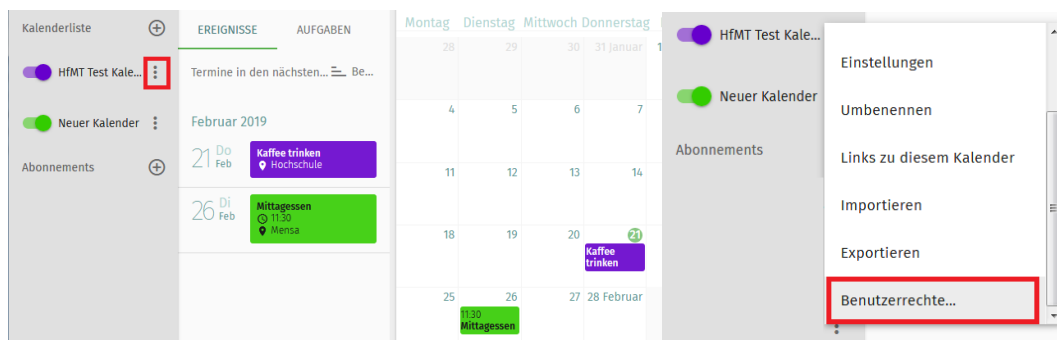 Kalenderliste
HfMT Test Kale...
Neuer Kalender
Abonnements
EREIGNISSE AUFGABEN
Termine in den nächsten... Be...
Februar 2019
21 Do
Feb
Kaffee trinken
Hochschule
26 Di
Feb
Mittagessen
11:30
Mensa
Montag Dienstag Mittwoch Donnerstag
28 29 30 31 Januar 1
4 5 6 7
11 12 13 14
18 19 20 21
Kaffee
trinken
25 26 27 28 Februar
11:30
Mittagessen
HfMT Test Kale...
Neuer Kalender
Abonnements
Einstellungen
Umbenennen
Links zu diesem Kalender
Importieren
Exportieren
Benutzerrechte...